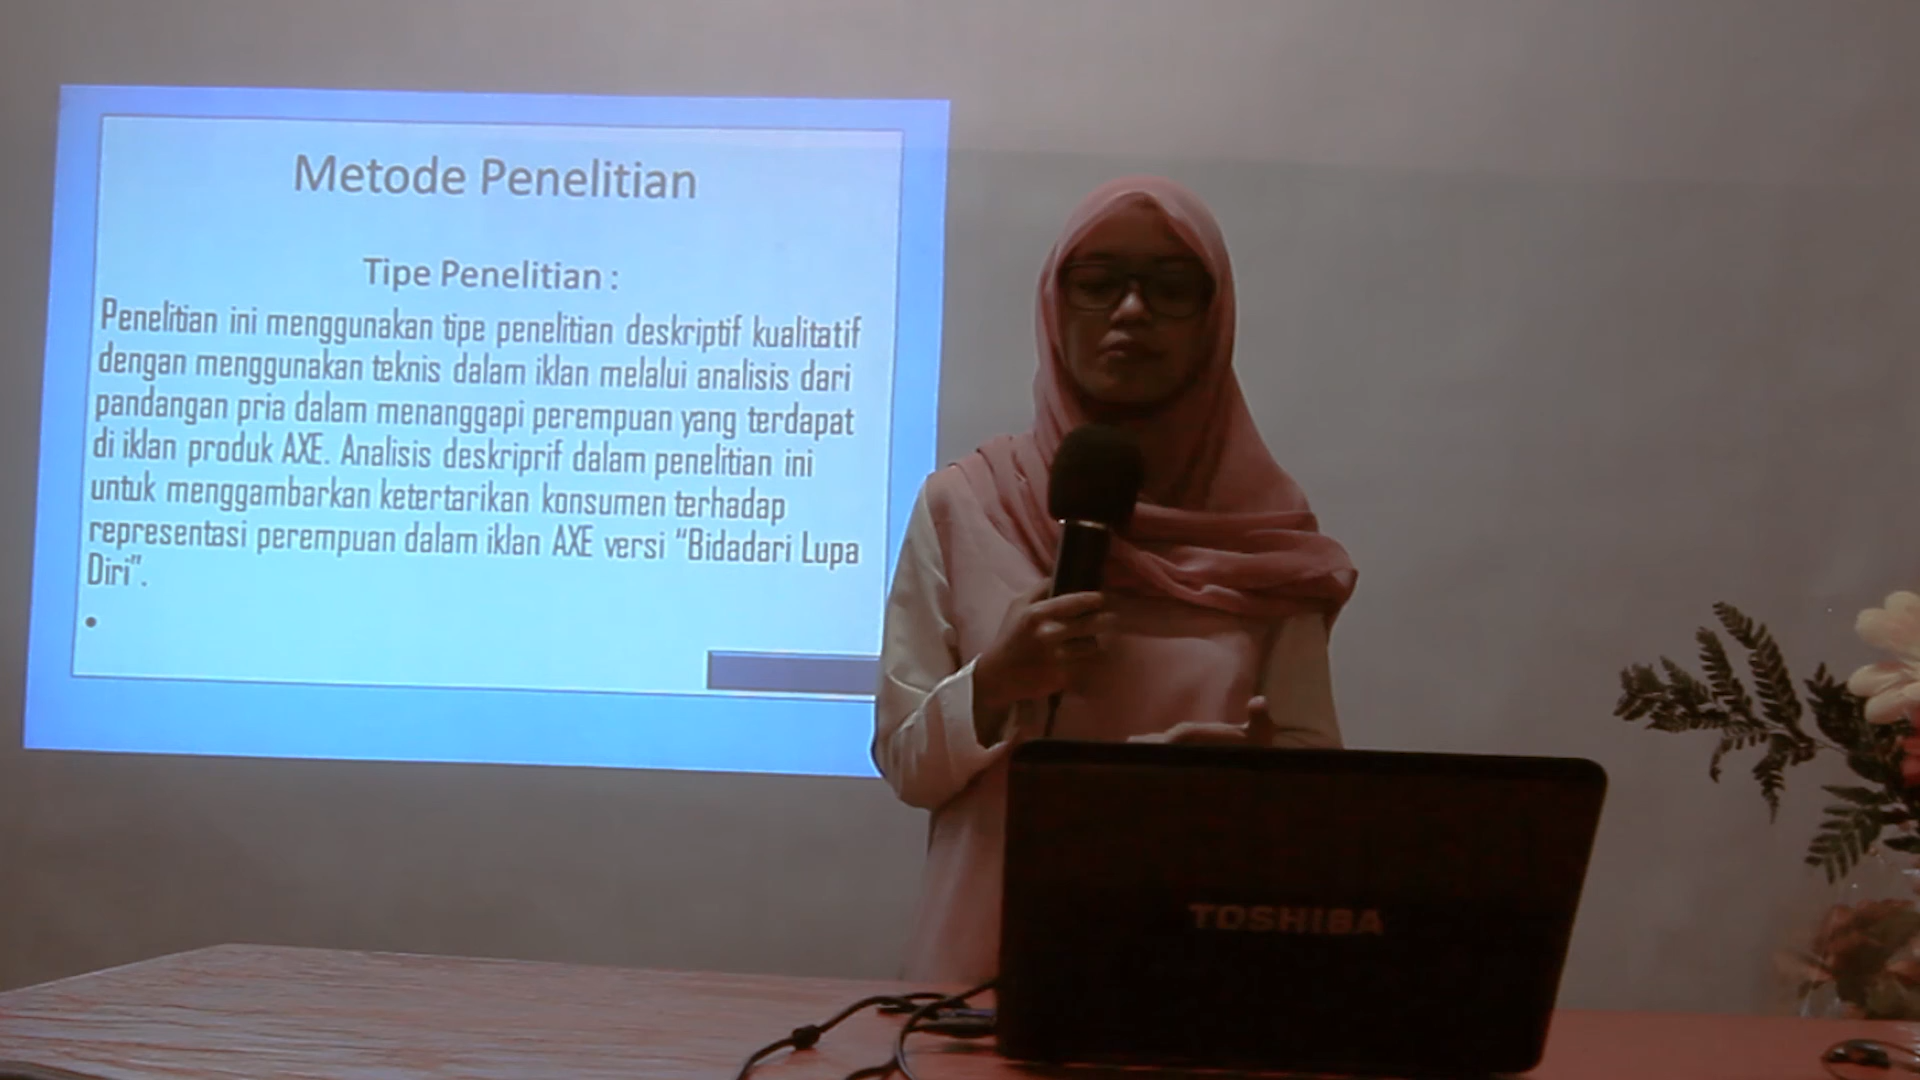 Metode Penelitian
Tipe Penelitian :
Penelitian ini menggunakan tipe penelitian deskriptif kualitatif
dengan menggunakan teknis dalam iklan melalui analisis dari
pandangan pria dalam menanggapi perempuan yang terdapat
di iklan produk AXE. Analisis deskriprif dalam penelitian ini
untuk menggambarkan ketertarikan konsumen terhadap
representasi perempuan dalam iklan AXE versi “Bidadari Lupa
Diri”.
•
TOSHIBA